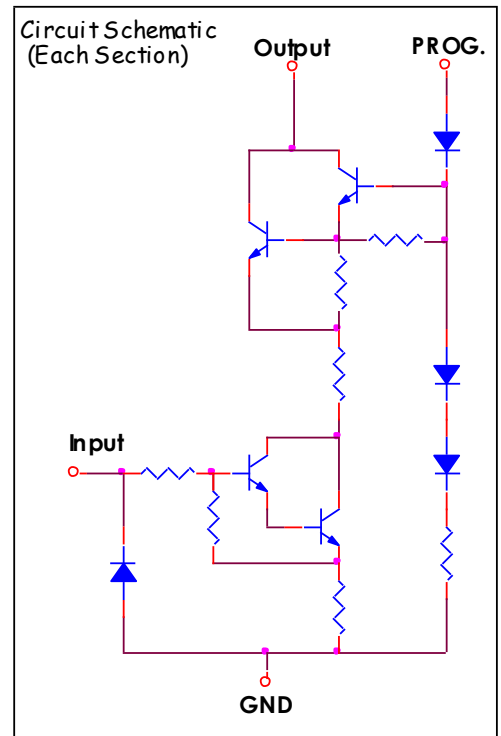 Circuit Schematic
(Each Section)
Output
PROG.
Input
GND